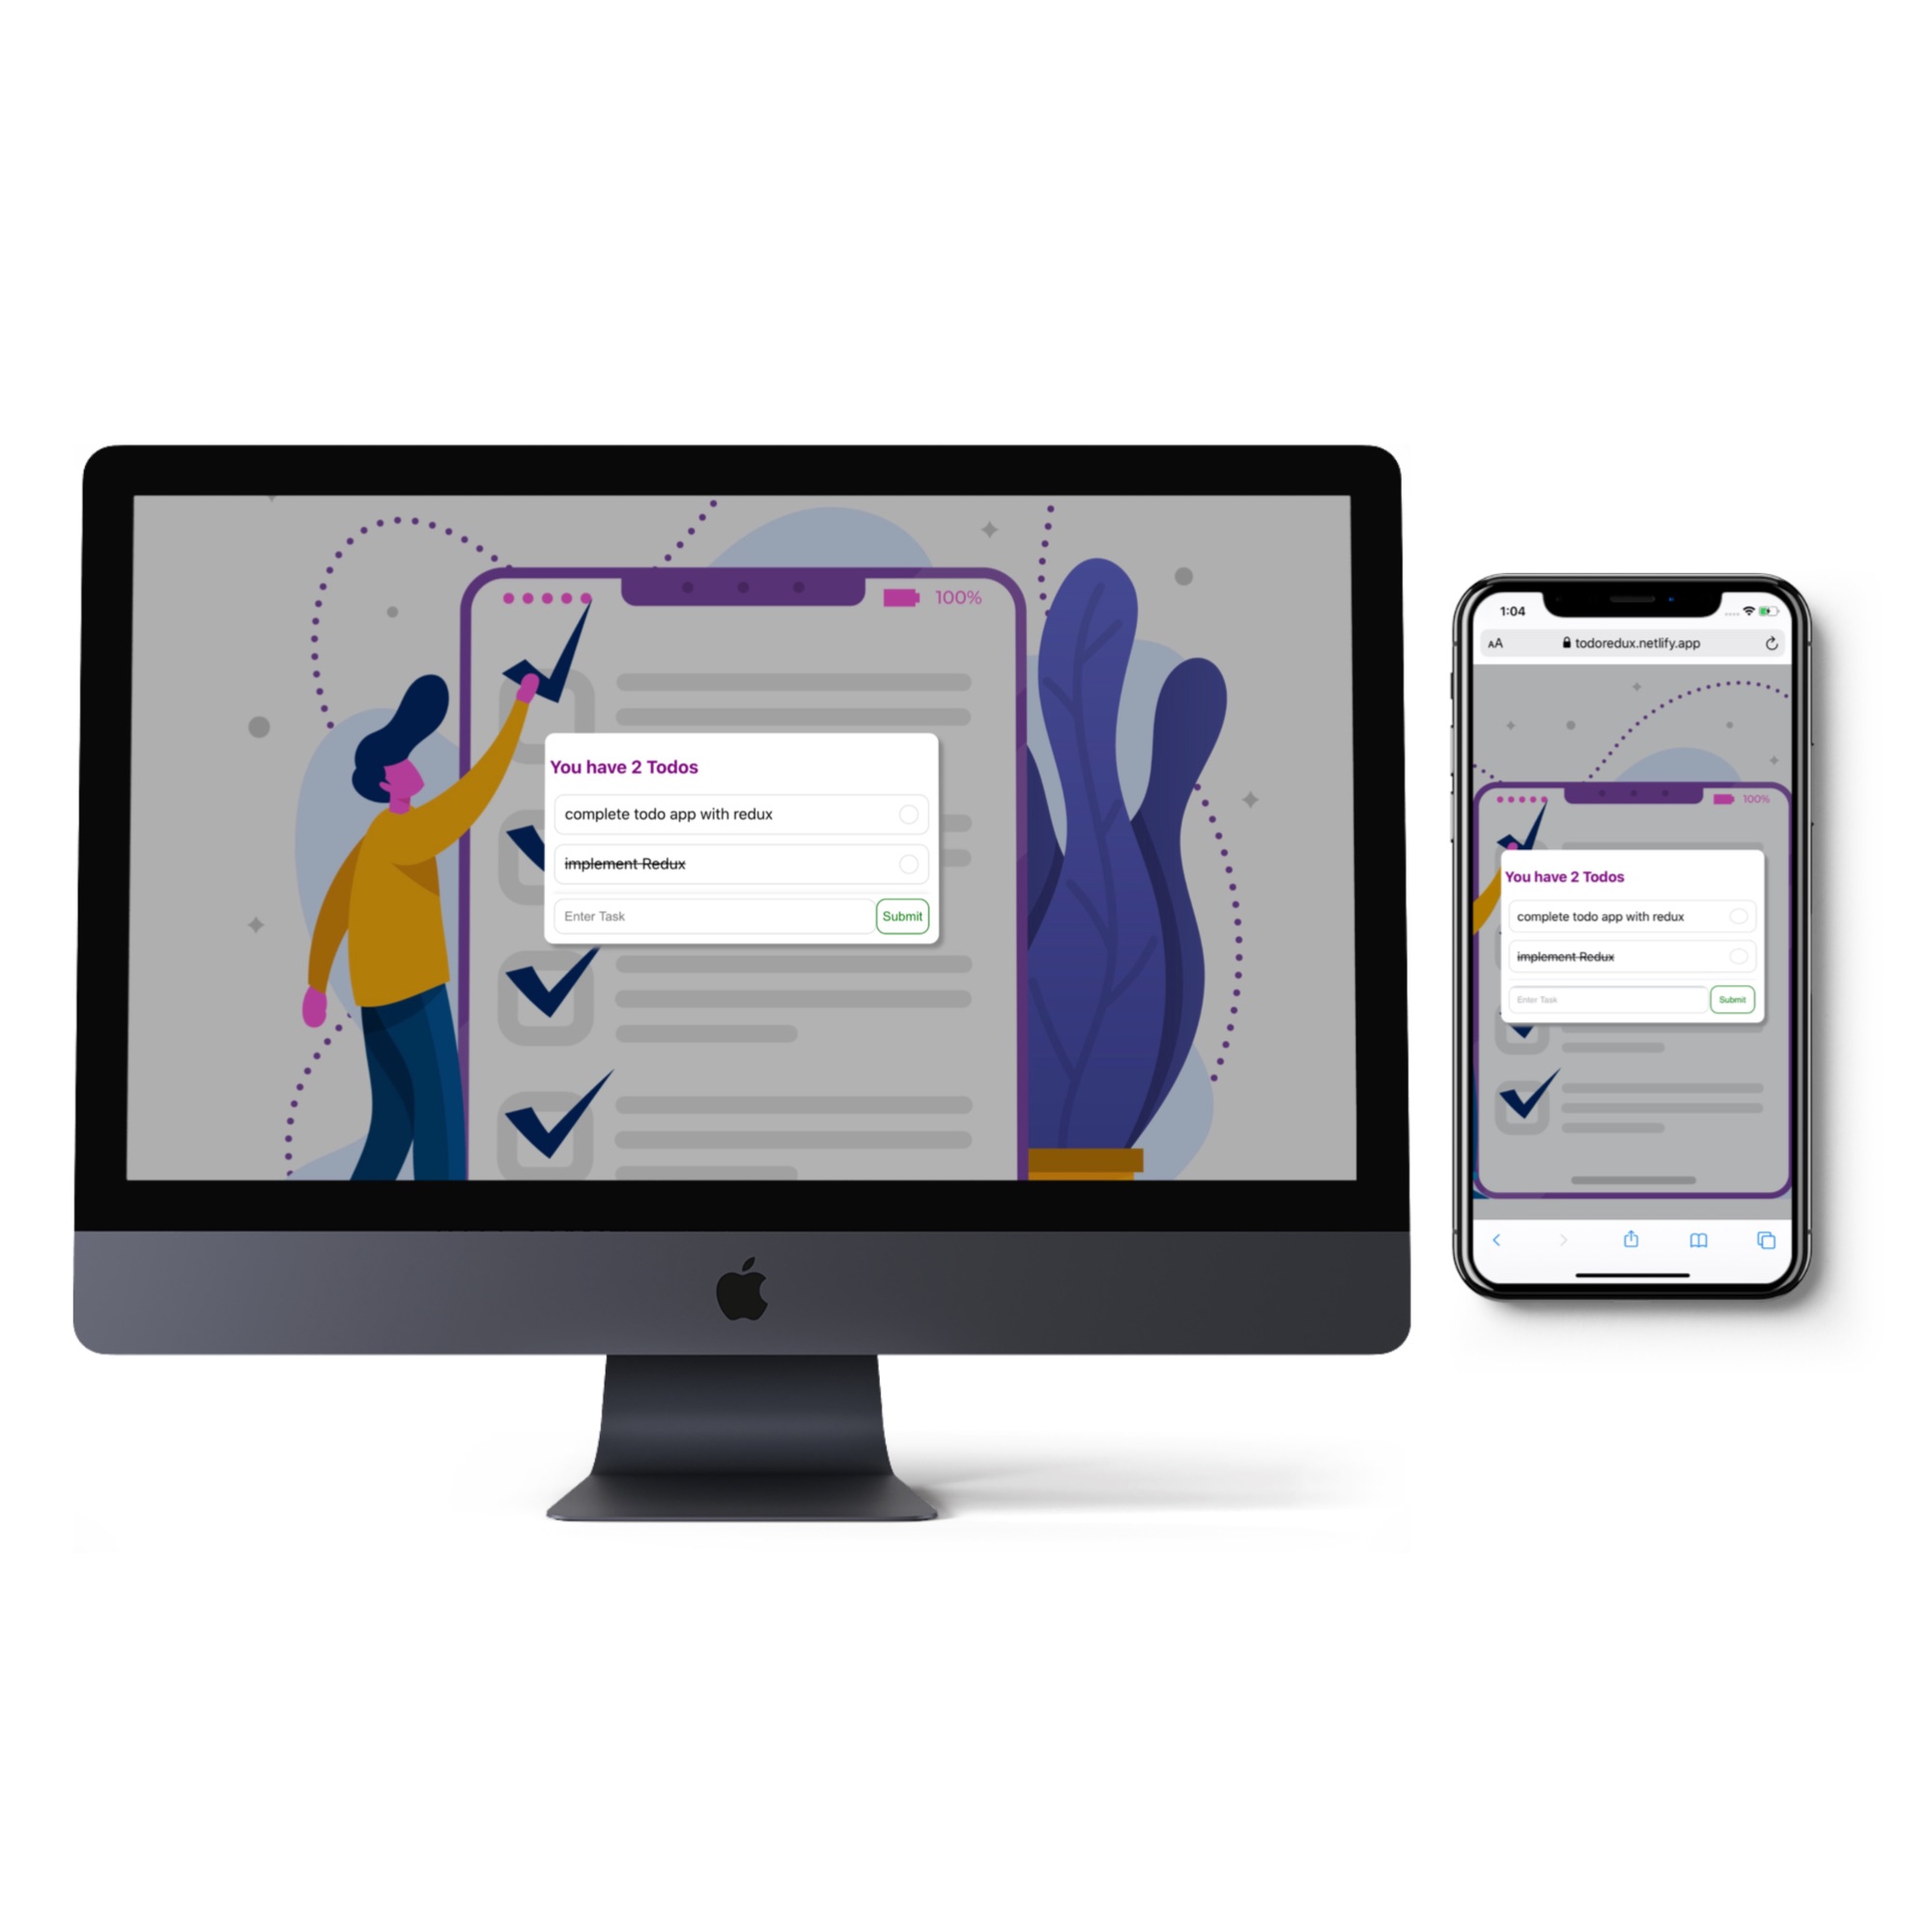 100%
You have 2 Todos
complete todo app with redux
implement Redux
Enter Task
Submit
1:04
AA
todoredux.netlify.app
100%
You have 2 Todos
complete todo app with redux
implement Redux
Enter Task
Submit